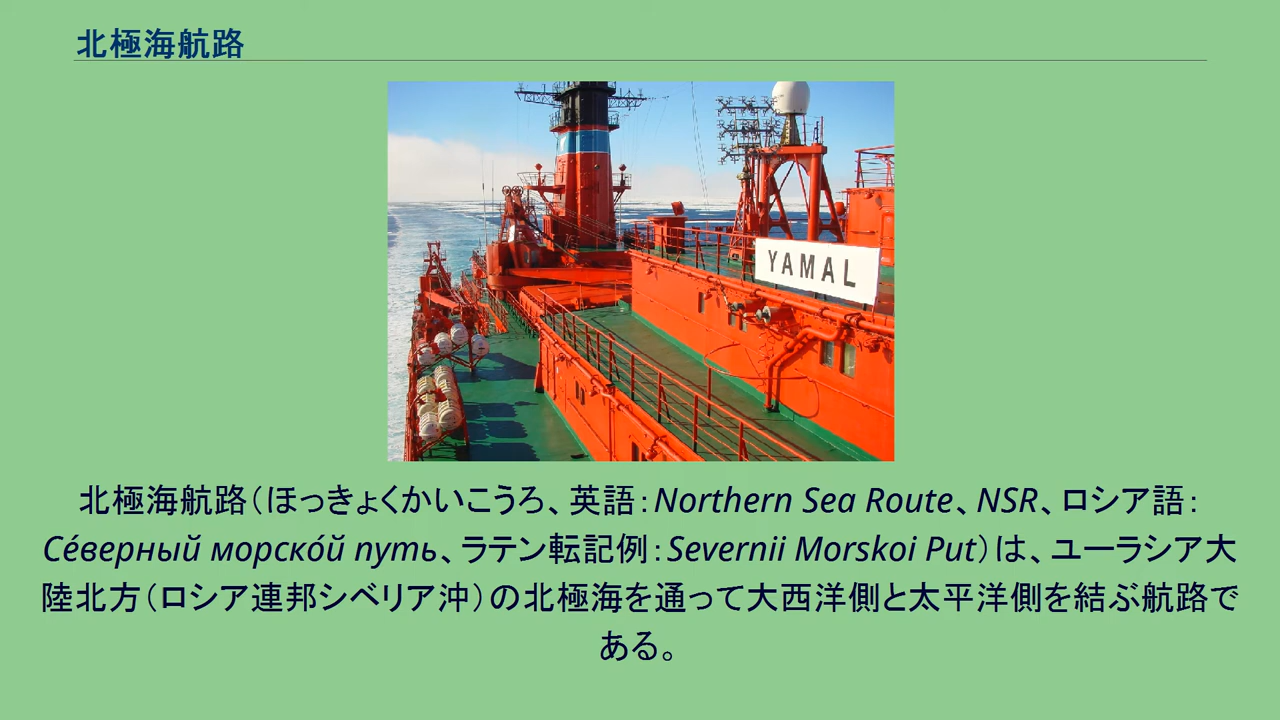 北極海航路
YAMAL
北極海航路（ほっきょくかいこうろ、英語：Northern Sea Route、NSR、ロシア語：
Се́верный морско́й путь、ラテン転記例：Severnii Morskoi Put）は、ユーラシア大
陸北方（ロシア連邦シベリア沖）の北極海を通って大西洋側と太平洋側を結ぶ航路で
ある。